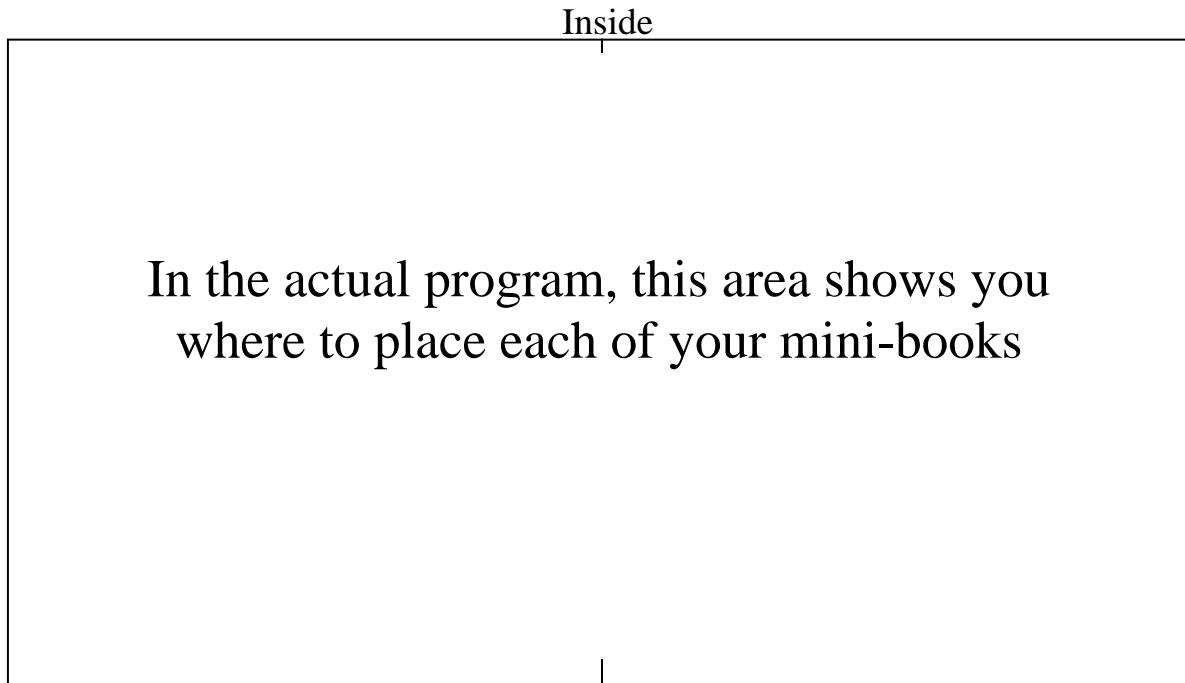 Inside
In the actual program, this area shows you
where to place each of your mini-books